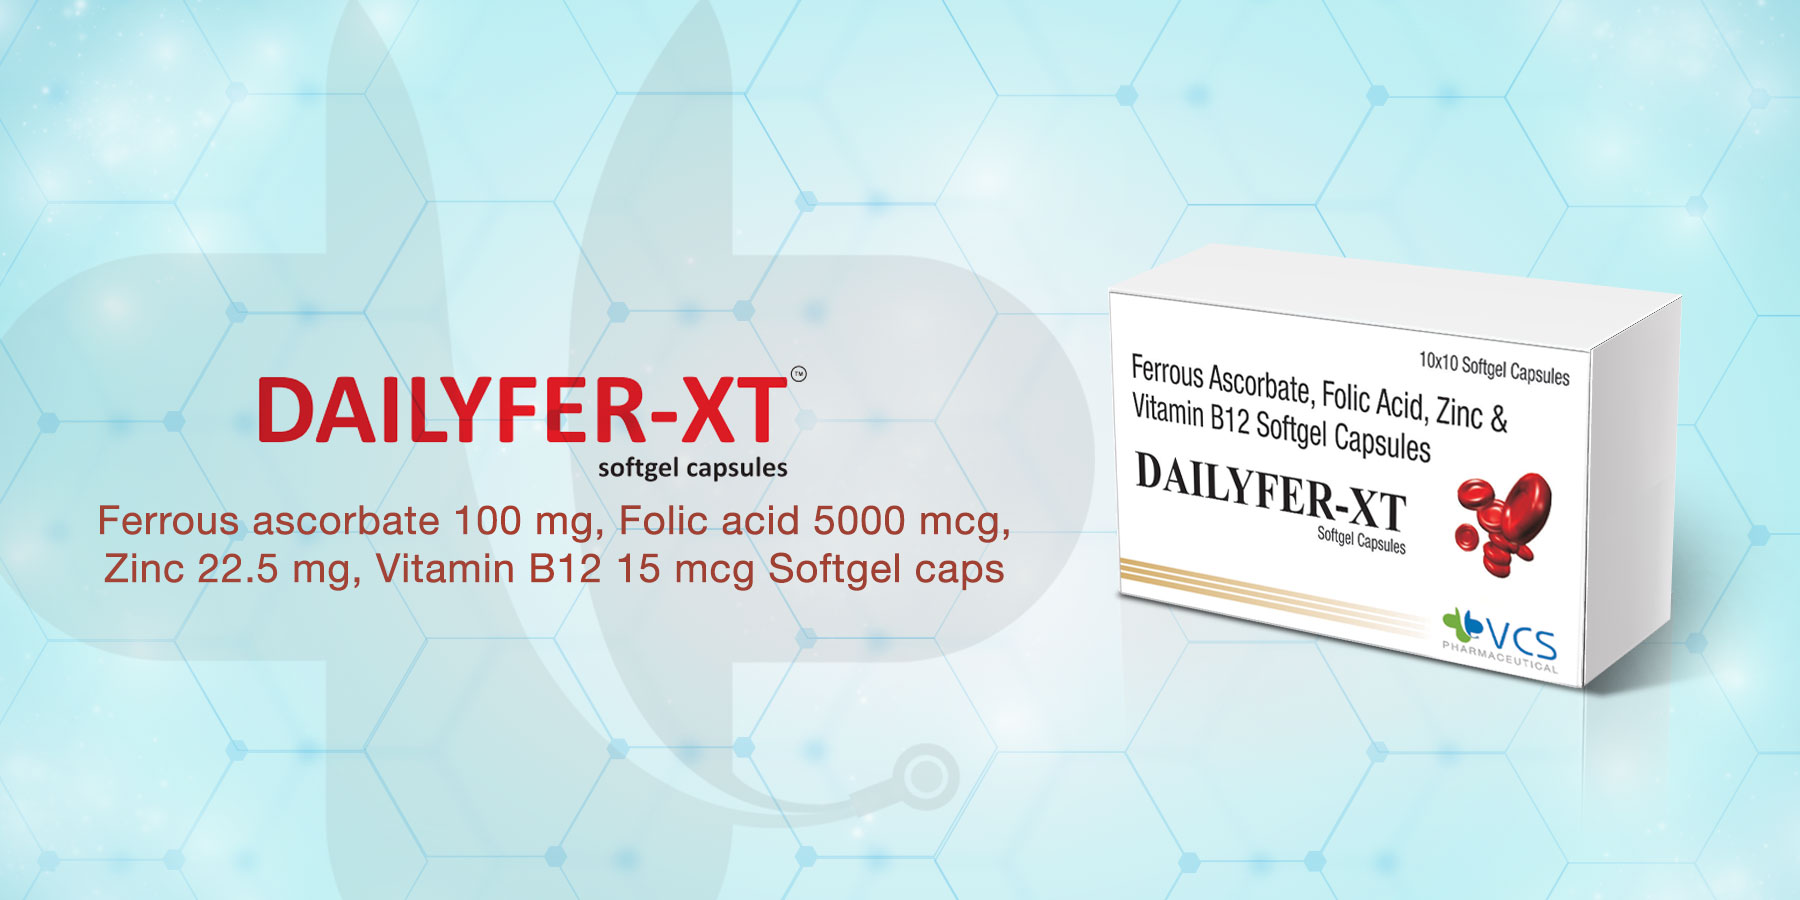 DAILYFER-XT™
softgel capsules
Ferrous ascorbate 100 mg, Folic acid 5000 mcg,
Zinc 22.5 mg, Vitamin B12 15 mcg Softgel caps
10x10 Softgel Capsules
Ferrous Ascorbate, Folic Acid, Zinc &
Vitamin B12 Softgel Capsules
DAILYFER-XT
Softgel Capsules
VCS
PHARMACEUTICAL